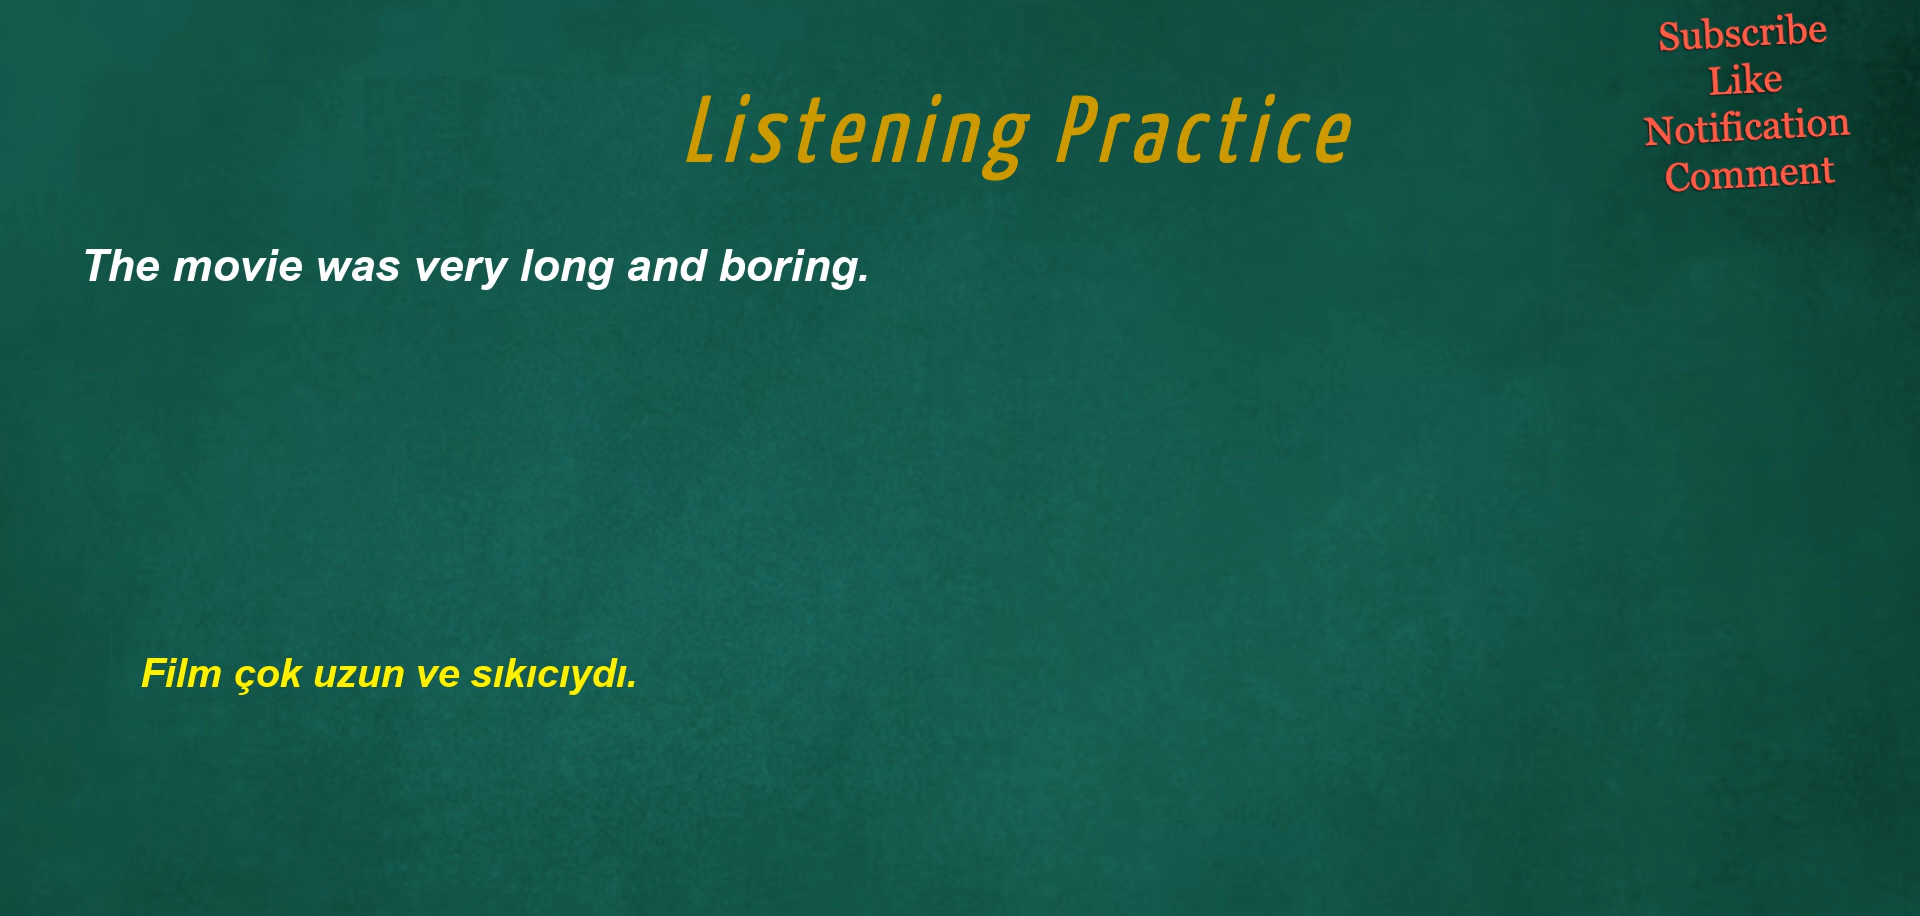 Subscribe
Like
Notification
Comment
Listening Practice
The movie was very long and boring.
Film çok uzun ve sıkıcıydı.